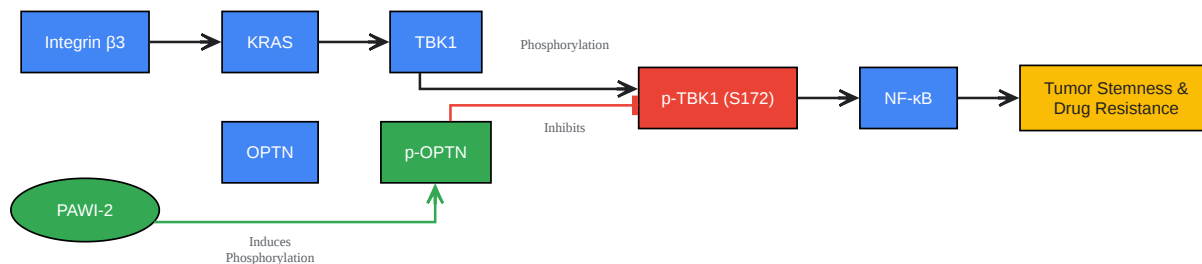 Integrin β3
KRAS
TBK1
Phosphorylation
p-TBK1 (S172)
NF-κB
Tumor Stemness &
Drug Resistance
Inhibits
OPTN
p-OPTN
PAWI-2
Induces
Phosphorylation